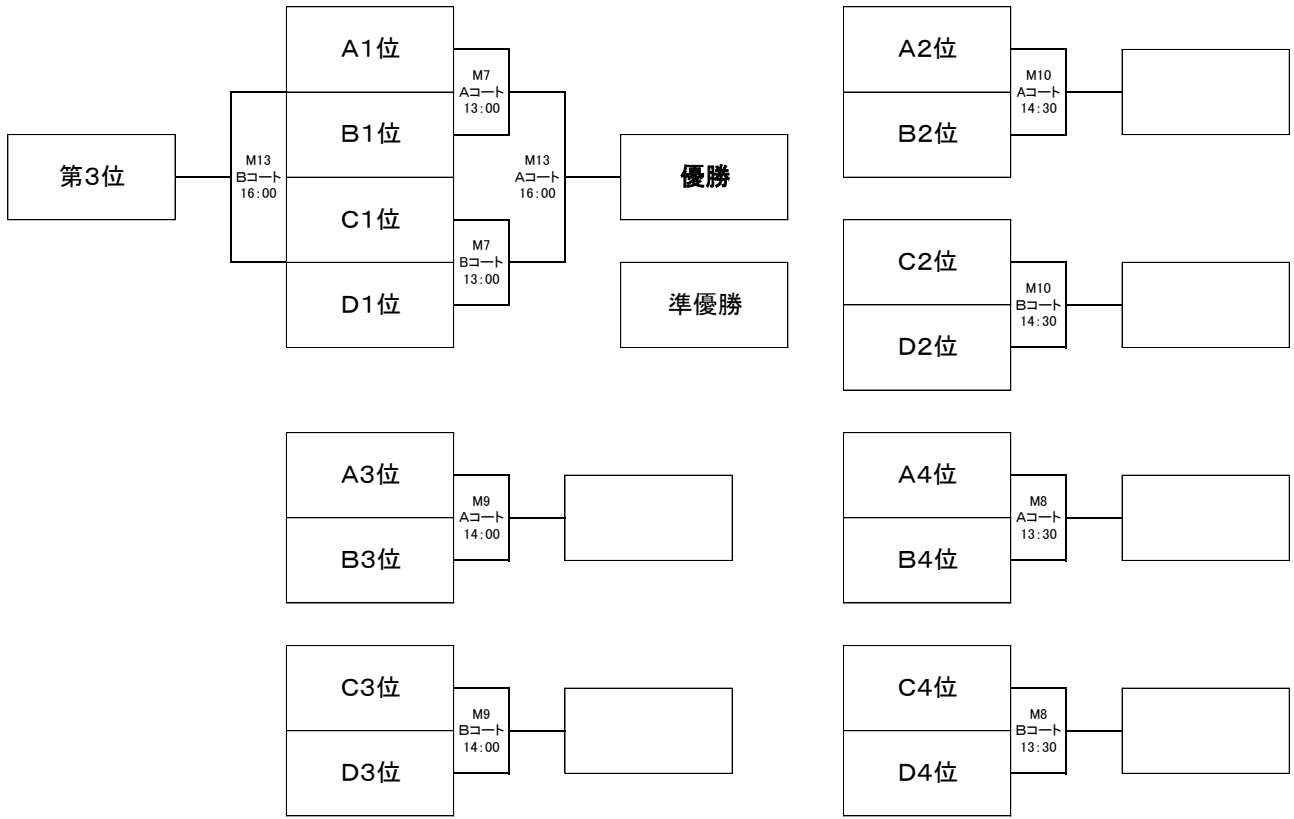 A1位
B1位
C1位
D1位
M7
Aコート
13:00
M7
Bコート
13:00
M13
Aコート
16:00
優勝
準優勝
M13
Bコート
16:00
第3位
A2位
B2位
M10
Aコート
14:30
C2位
D2位
M10
Bコート
14:30
A3位
B3位
M9
Aコート
14:00
A4位
B4位
M8
Aコート
13:30
C3位
D3位
M9
Bコート
14:00
C4位
D4位
M8
Bコート
13:30